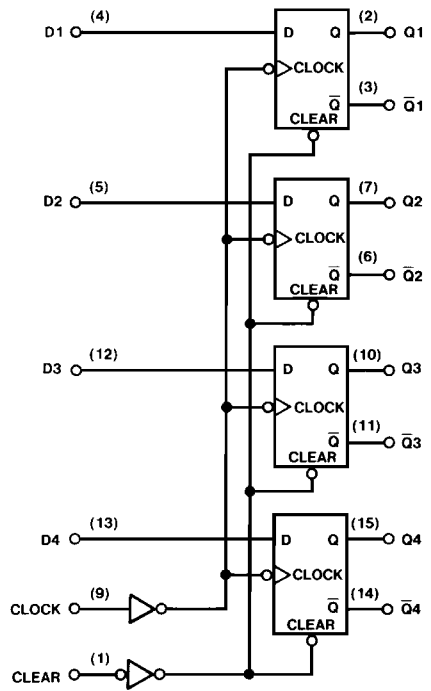 D1 (4) D Q (2) Q1
CLOCK
Q̅ (3) Q̅1
CLEAR
D2 (5) D Q (7) Q2
CLOCK
Q̅ (6) Q̅2
CLEAR
D3 (12) D Q (10) Q3
CLOCK
Q̅ (11) Q̅3
CLEAR
D4 (13) D Q (15) Q4
CLOCK
Q̅ (14) Q̅4
CLEAR
CLOCK (9)
CLEAR (1)